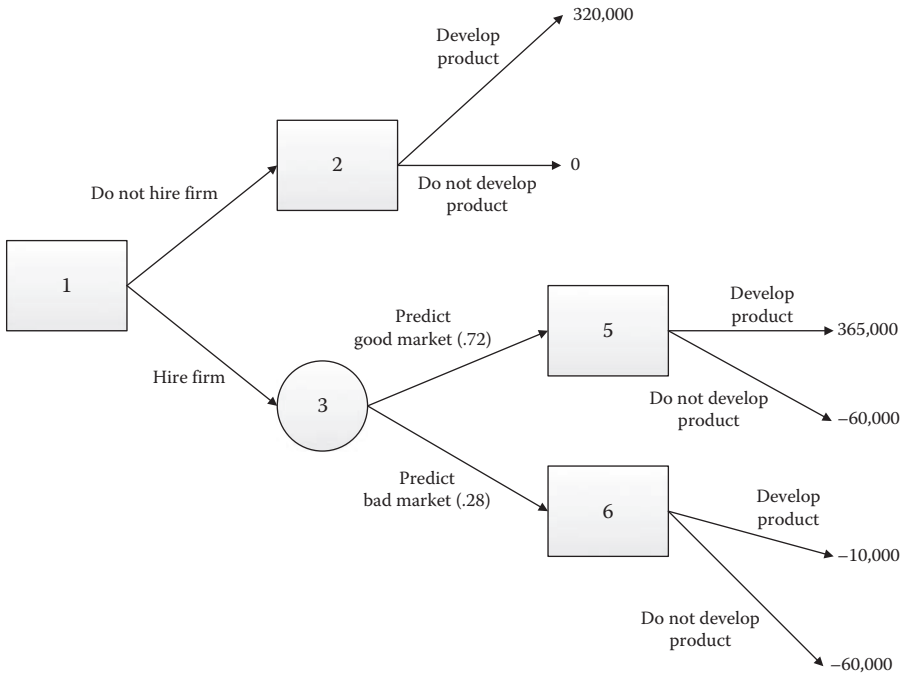 320,000
Develop
product
2
0
Do not develop
product
Do not hire firm
1
Hire firm
3
Predict
good market (.72)
5
Develop
product
365,000
Do not develop
product
–60,000
Predict
bad market (.28)
6
Develop
product
–10,000
Do not develop
product
–60,000